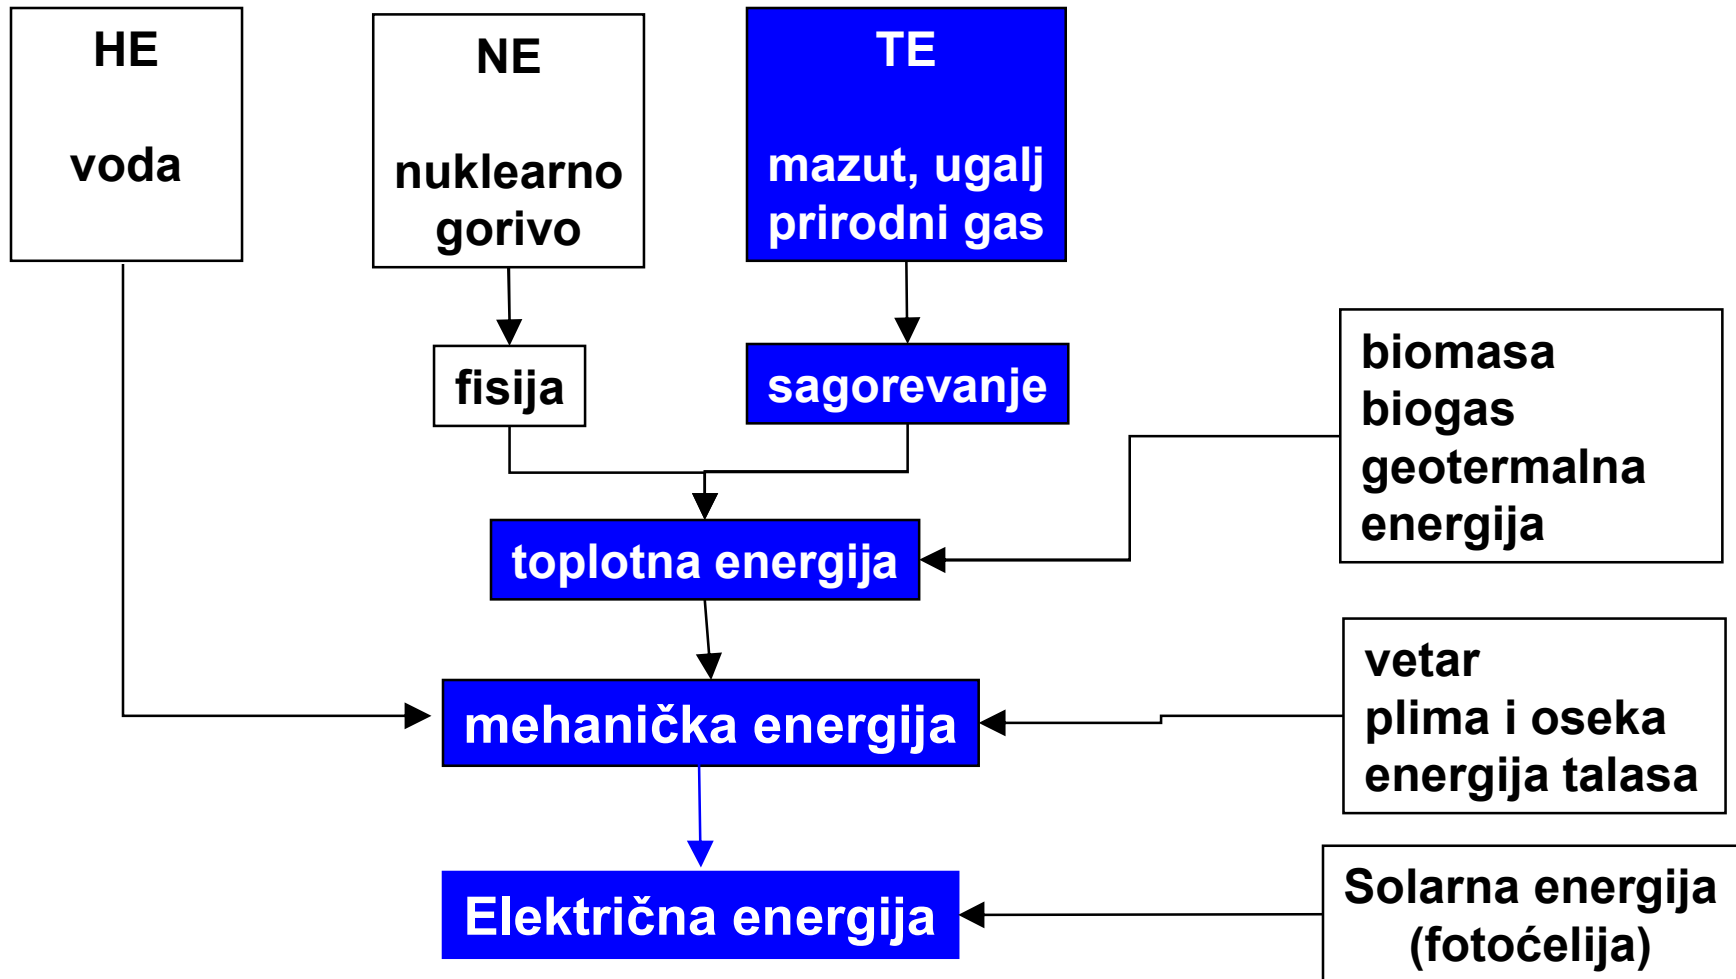 HE
voda
NE
nuklearno
gorivo
TE
mazut, ugalj
prirodni gas
fisija
sagorevanje
biomasa
biogas
geotermalna
energija
toplotna energija
vetar
plima i oseka
energija talasa
mehanička energija
Električna energija
Solarna energija
(fotoćelija)